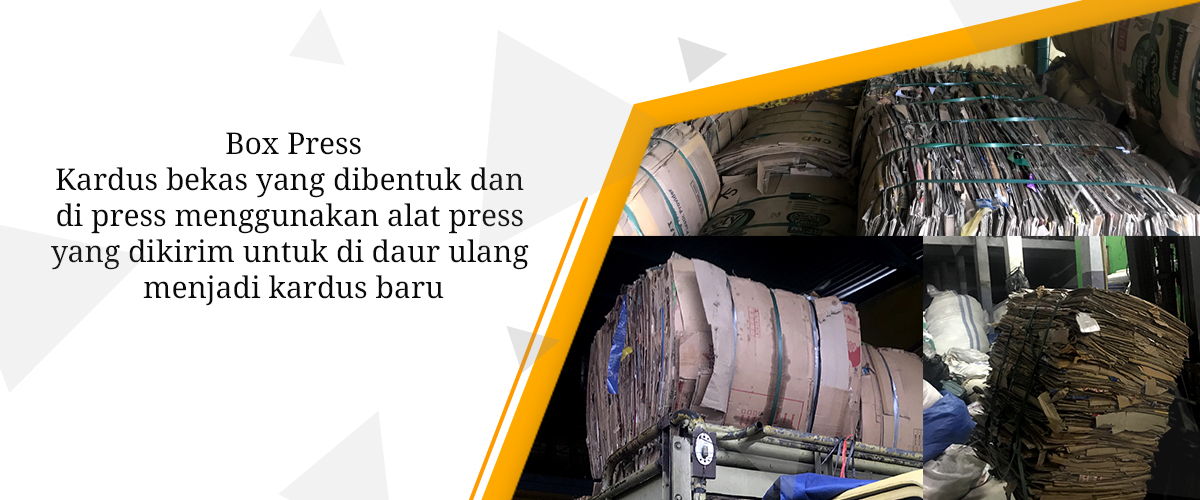 Box Press
Kardus bekas yang dibentuk dan
di press menggunakan alat press
yang dikirim untuk di daur ulang
menjadi kardus baru
CKD